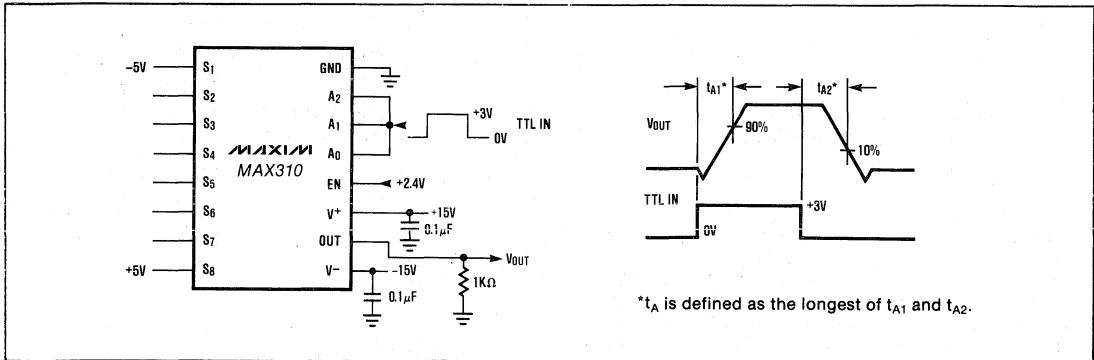 -5V
S1
S2
S3
S4
S5
S6
S7
+5V
S8
MAXIM
MAX310
GND
A2
A1
A0
EN
V+
OUT
V-
+3V
0V
TTL IN
+2.4V
+15V
0.1μF
VOUT
-15V
0.1μF
1KΩ
tA1*
tA2*
VOUT
90%
10%
TTL IN
+3V
0V
*tA is defined as the longest of tA1 and tA2.